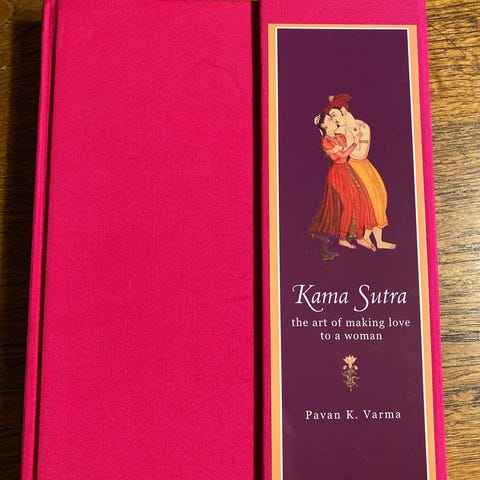 Kama Sutra
the art of making love
to a woman
Pavan K. Varma